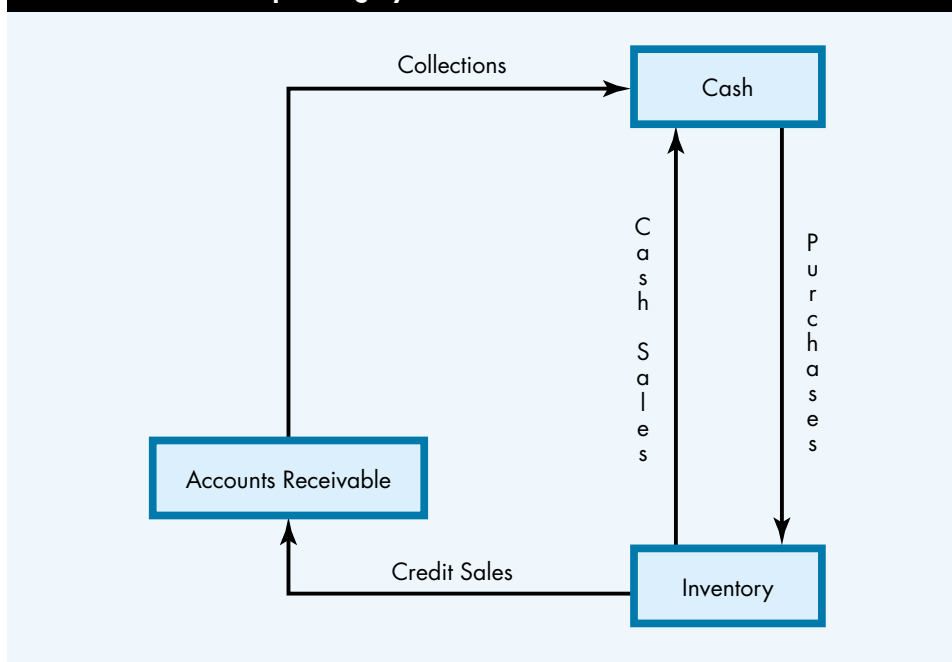 Collections
Cash
Cash Sales
Purchases
Accounts Receivable
Credit Sales
Inventory